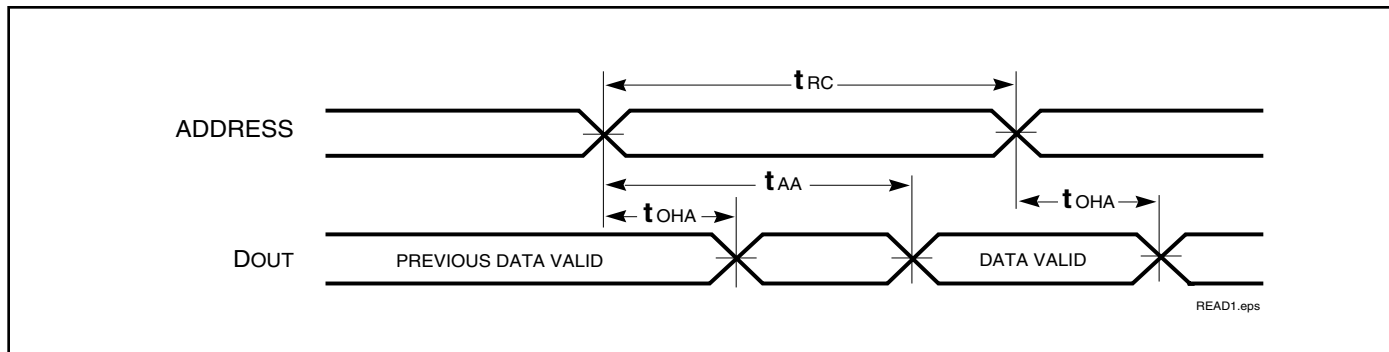 tRC
ADDRESS
tAA
tOHA
tOHA
DOUT
PREVIOUS DATA VALID
DATA VALID
READ1.eps